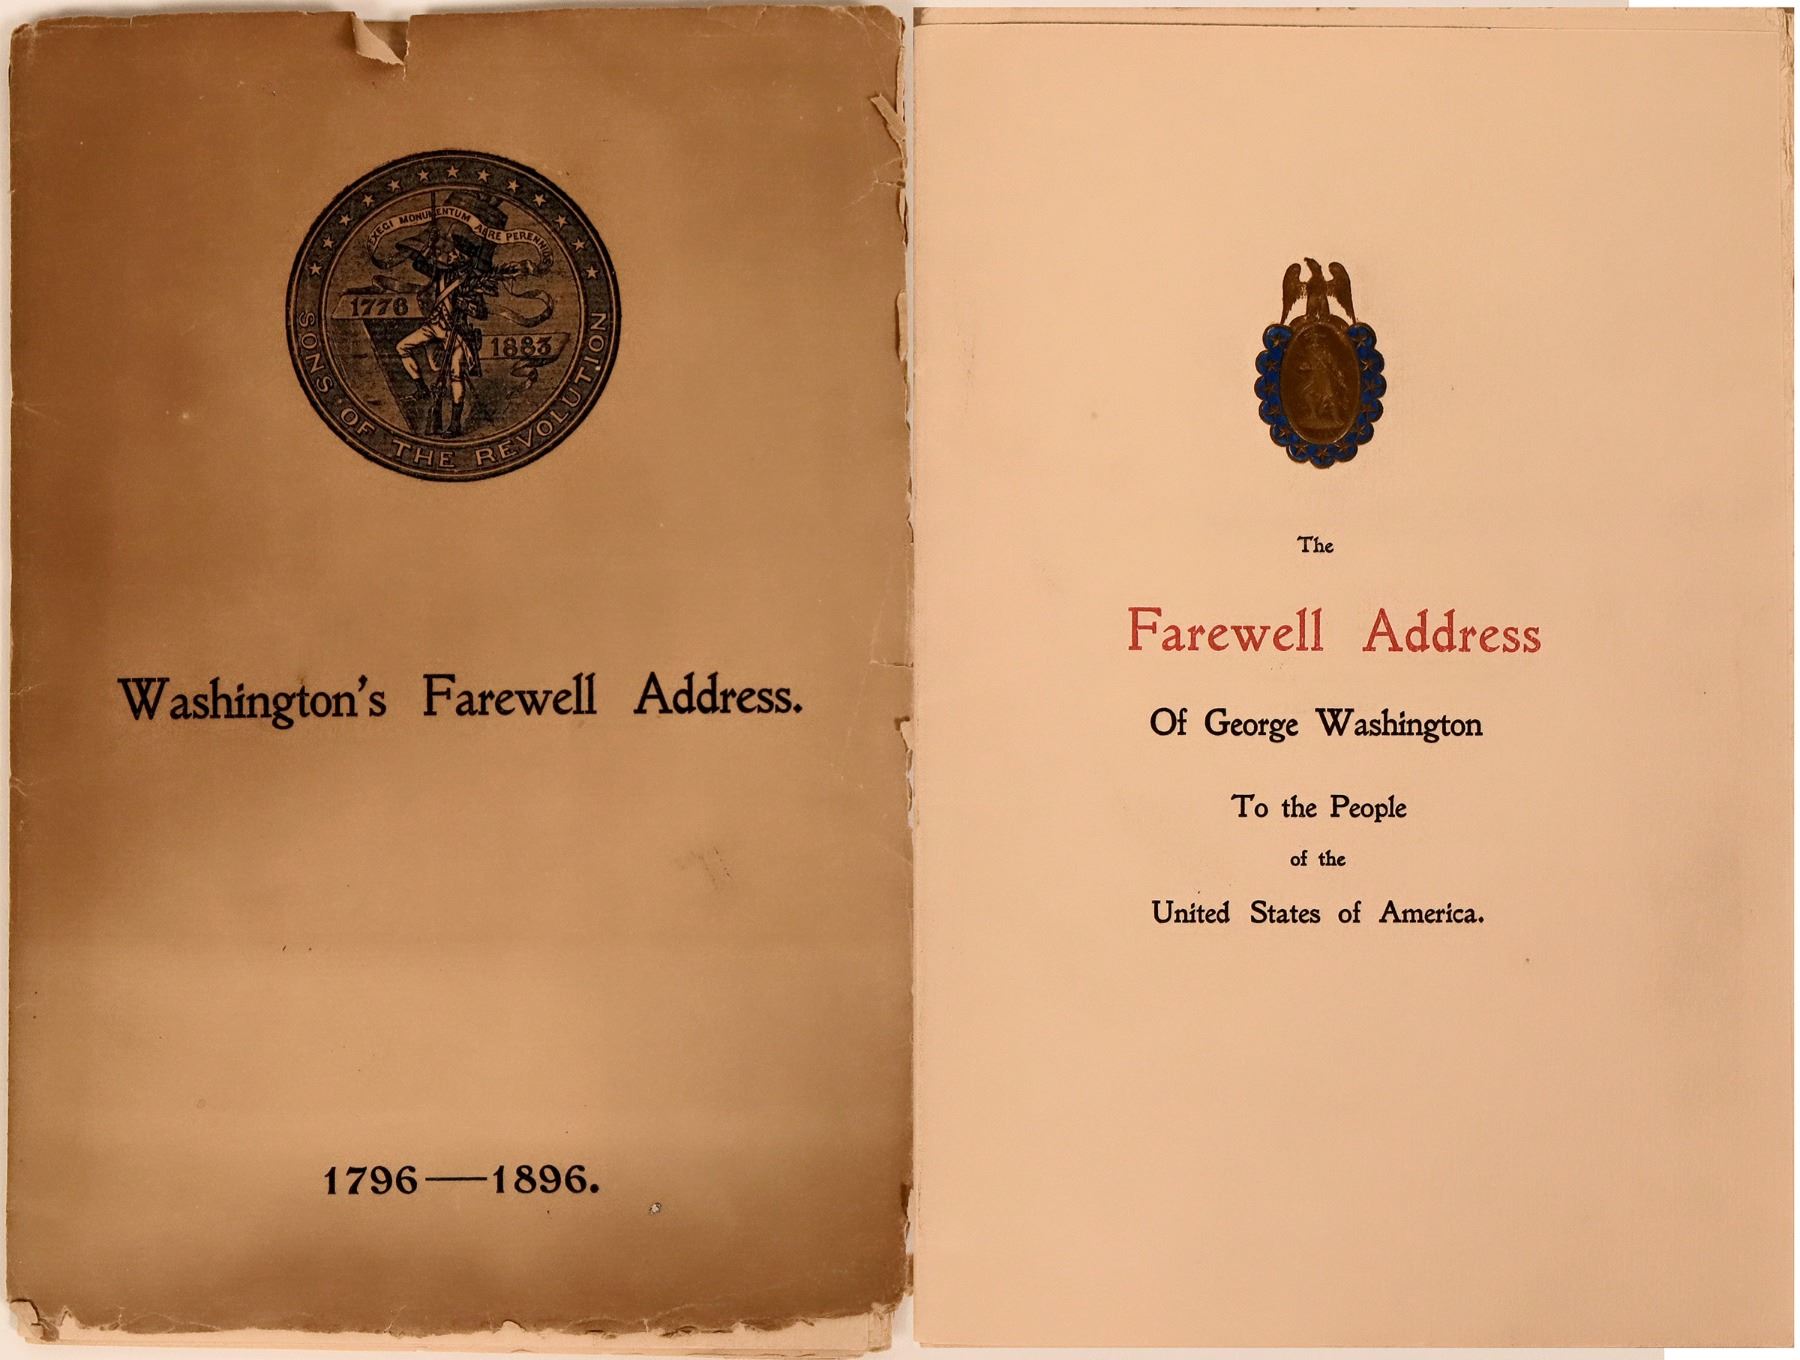 EXEGI MONUMENTUM AERE PERENNIUS
1776
1883
SONS OF THE REVOLUTION
Washington's Farewell Address.
1796—1896.
The
Farewell Address
Of George Washington
To the People
of the
United States of America.